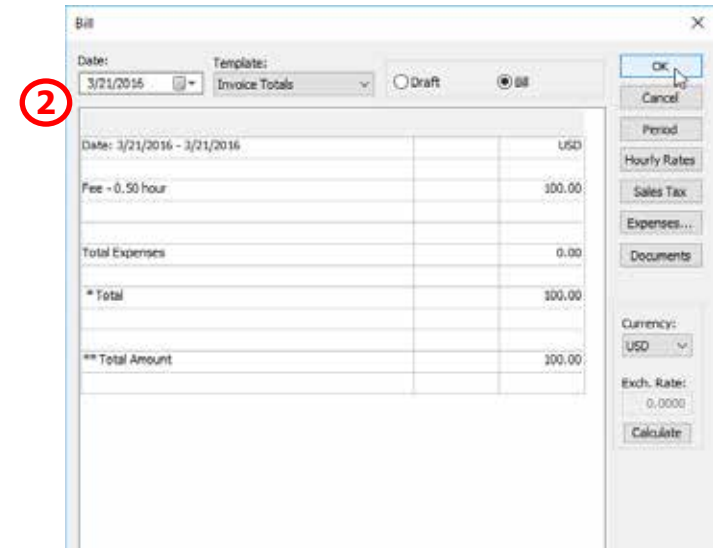 Bill
Date:
Template:
3/21/2016
Invoice Totals
Draft
Bill
OK
Cancel
Period
Hourly Rates
Sales Tax
Expenses...
Documents
2
Date: 3/21/2016 - 3/21/2016 USD
Fee - 0.50 hour 100.00
Total Expenses 0.00
* Total 100.00
** Total Amount 100.00
Currency:
USD
Exch. Rate:
0.0000
Calculate